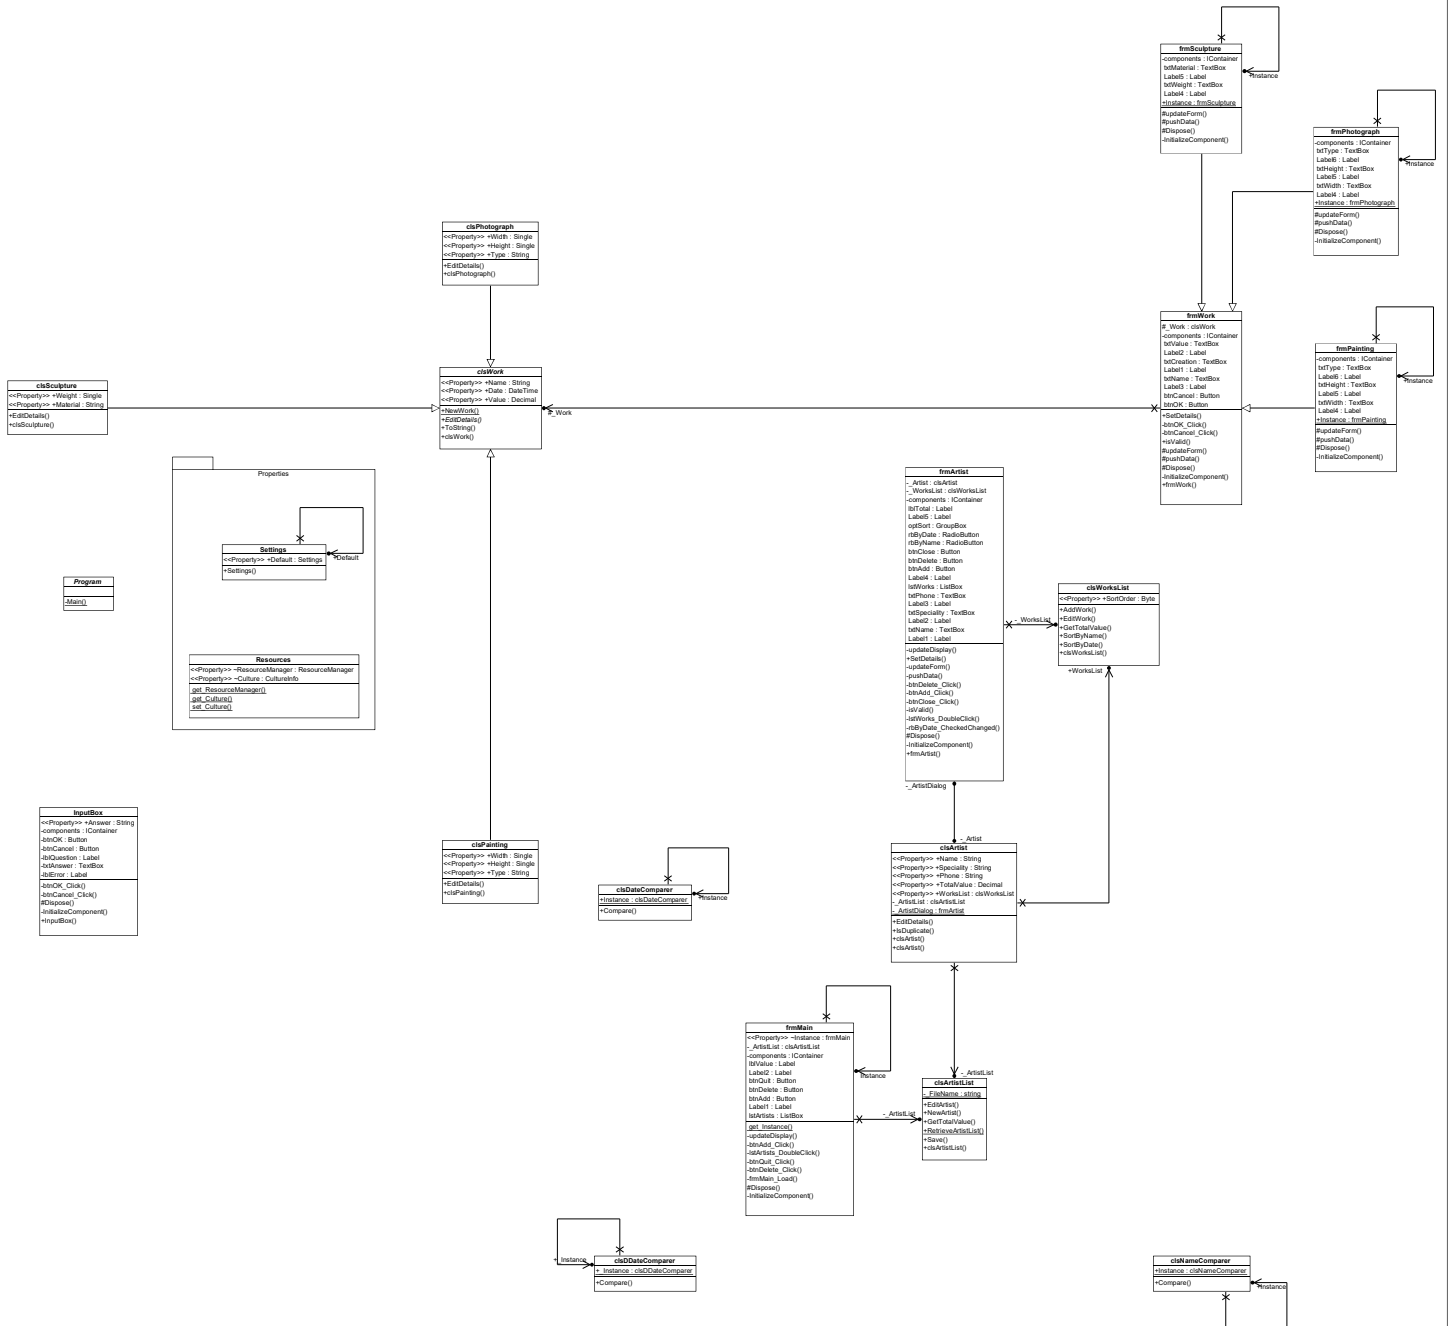 frmSculpture
-components : IContainer
txtMaterial : TextBox
Label5 : Label
txtWeight : TextBox
Label4 : Label
+Instance : frmSculpture
#updateForm()
#pushData()
#Dispose()
-InitializeComponent()
+Instance
frmPhotograph
-components : IContainer
txtType : TextBox
Label6 : Label
txtHeight : TextBox
Label5 : Label
txtWidth : TextBox
Label4 : Label
+Instance : frmPhotograph
#updateForm()
#pushData()
#Dispose()
-InitializeComponent()
+Instance
clsPhotograph
<<Property>> +Width : Single
<<Property>> +Height : Single
<<Property>> +Type : String
+EditDetails()
+clsPhotograph()
frmWork
#_Work : clsWork
-components : IContainer
txtValue : TextBox
Label2 : Label
txtCreation : TextBox
Label1 : Label
txtName : TextBox
Label3 : Label
btnCancel : Button
btnOK : Button
+SetDetails()
-btnOK_Click()
-btnCancel_Click()
+isValid()
#updateForm()
#pushData()
#Dispose()
-InitializeComponent()
+frmWork()
frmPainting
-components : IContainer
txtType : TextBox
Label6 : Label
txtHeight : TextBox
Label5 : Label
txtWidth : TextBox
Label4 : Label
+Instance : frmPainting
#updateForm()
#pushData()
#Dispose()
-InitializeComponent()
+Instance
clsSculpture
<<Property>> +Weight : Single
<<Property>> +Material : String
+EditDetails()
+clsSculpture()
clsWork
<<Property>> +Name : String
<<Property>> +Date : DateTime
<<Property>> +Value : Decimal
+NewWork()
+EditDetails()
+ToString()
+clsWork()
#_Work
Properties
Settings
<<Property>> +Default : Settings
+Settings()
+Default
Program
-Main()
Resources
<<Property>> ~ResourceManager : ResourceManager
<<Property>> ~Culture : CultureInfo
get_ResourceManager()
get_Culture()
set_Culture()
frmArtist
-_Artist : clsArtist
-_WorksList : clsWorksList
-components : IContainer
lblTotal : Label
Label5 : Label
optSort : GroupBox
rbByDate : RadioButton
rbByName : RadioButton
btnClose : Button
btnDelete : Button
btnAdd : Button
Label4 : Label
lstWorks : ListBox
txtPhone : TextBox
Label3 : Label
txtSpeciality : TextBox
Label2 : Label
txtName : TextBox
Label1 : Label
-updateDisplay()
+SetDetails()
-updateForm()
-pushData()
-btnDelete_Click()
-btnAdd_Click()
-btnClose_Click()
-isValid()
-lstWorks_DoubleClick()
-rbByDate_CheckedChanged()
#Dispose()
-InitializeComponent()
+frmArtist()
-_WorksList
clsWorksList
<<Property>> +SortOrder : Byte
+AddWork()
+EditWork()
+GetTotalValue()
+SortByName()
+SortByDate()
+clsWorksList()
+WorksList
-_ArtistDialog
-_Artist
InputBox
<<Property>> +Answer : String
-components : IContainer
-btnOK : Button
-btnCancel : Button
-lblQuestion : Label
-txtAnswer : TextBox
-lblError : Label
-btnOK_Click()
-btnCancel_Click()
#Dispose()
-InitializeComponent()
+InputBox()
clsPainting
<<Property>> +Width : Single
<<Property>> +Height : Single
<<Property>> +Type : String
+EditDetails()
+clsPainting()
clsDateComparer
+Instance : clsDateComparer
+Compare()
+Instance
clsArtist
<<Property>> +Name : String
<<Property>> +Speciality : String
<<Property>> +Phone : String
<<Property>> +TotalValue : Decimal
<<Property>> +WorksList : clsWorksList
-_ArtistList : clsArtistList
-_ArtistDialog : frmArtist
+EditDetails()
+IsDuplicate()
+clsArtist()
+clsArtist()
frmMain
<<Property>> ~Instance : frmMain
-_ArtistList : clsArtistList
-components : IContainer
lblValue : Label
Label2 : Label
btnQuit : Button
btnDelete : Button
btnAdd : Button
Label1 : Label
lstArtists : ListBox
get_Instance()
-updateDisplay()
-btnAdd_Click()
-lstArtists_DoubleClick()
-btnQuit_Click()
-btnDelete_Click()
-frmMain_Load()
#Dispose()
-InitializeComponent()
Instance
-_ArtistList
-_ArtistList
clsArtistList
-_FileName : string
+EditArtist()
+NewArtist()
+GetTotalValue()
+RetrieveArtistList()
+Save()
+clsArtistList()
+_Instance
clsDDateComparer
+_Instance : clsDDateComparer
+Compare()
clsNameComparer
+Instance : clsNameComparer
+Compare()
+Instance